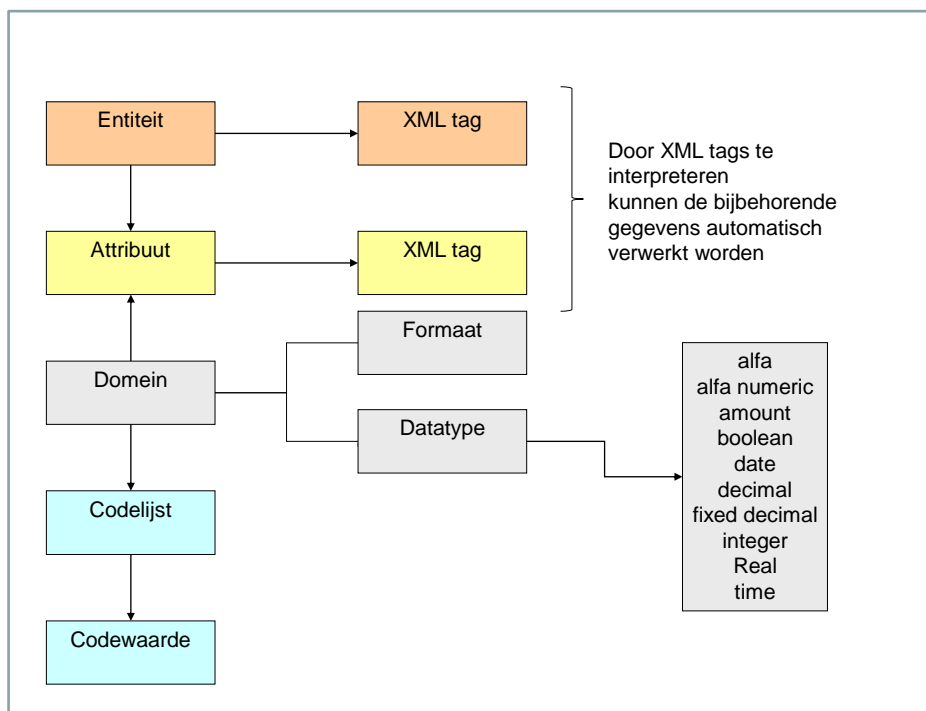 Entiteit
XML tag
Door XML tags te
interpreteren
kunnen de bijbehorende
gegevens automatisch
verwerkt worden
Attribuut
XML tag
Formaat
Domein
Datatype
alfa
alfa numeric
amount
boolean
date
decimal
fixed decimal
integer
Real
time
Codelijst
Codewaarde